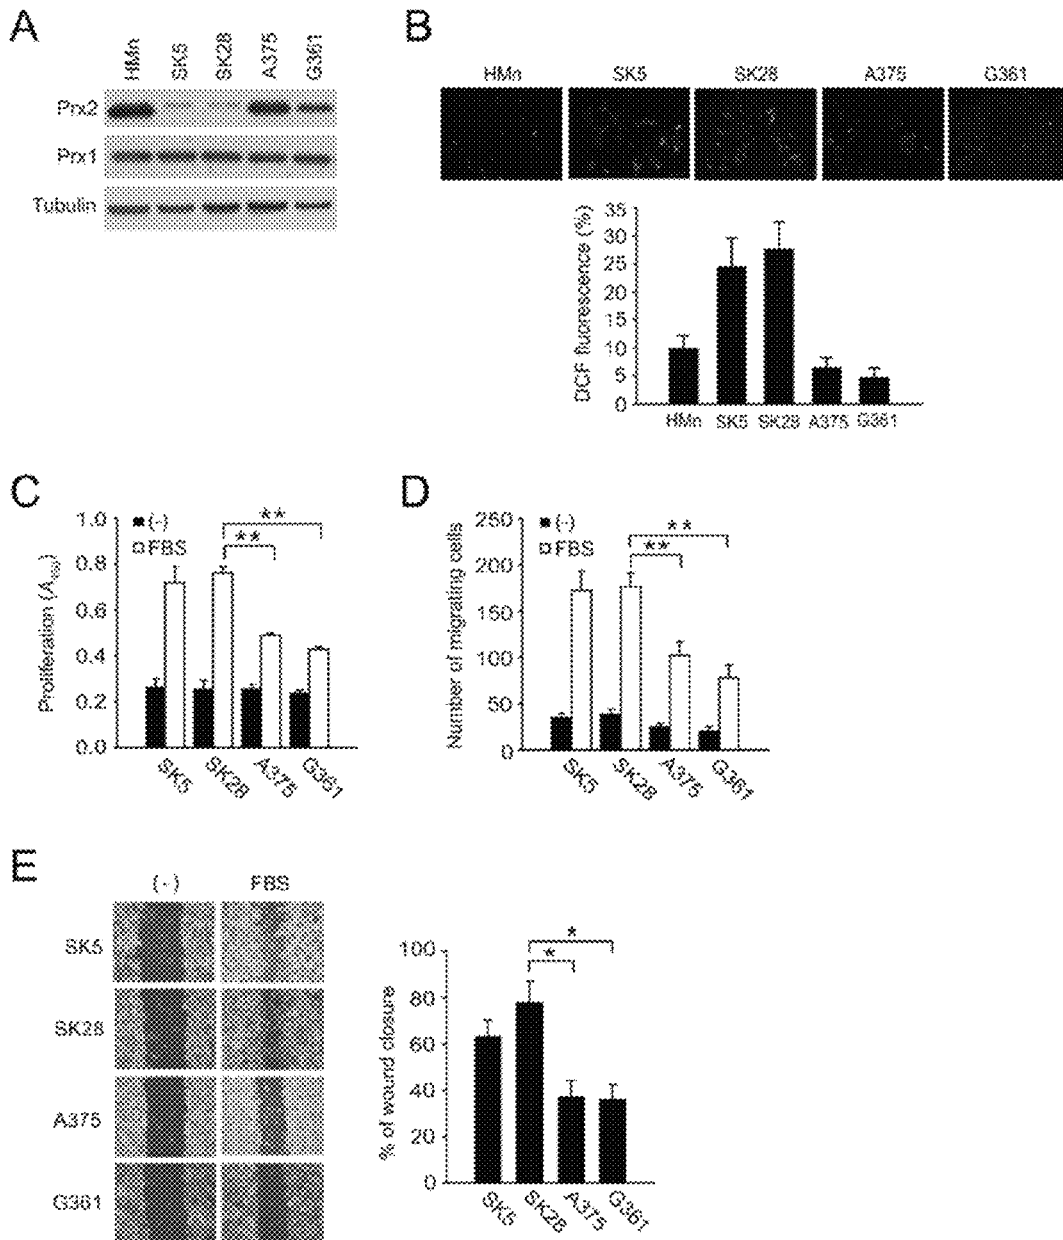 A
HMn SK5 SK28 A375 G361
Prx2
Prx1
Tubulin
B
HMn SK5 SK28 A375 G361
DCF fluorescence (%)
35
30
25
20
15
10
5
0
HMn SK5 SK28 A375 G361
C
Proliferation (A
1.0
0.8
0.6
0.4
0.2
0.0
(-)
FBS
**
**
SK5 SK28 A375 G361
D
Number of migrating cells
250
200
150
100
50
0
(-)
FBS
**
**
SK5 SK28 A375 G361
E
(-) FBS
SK5
SK28
A375
G361
% of wound closure
100
80
60
40
20
0
*
*
SK5 SK28 A375 G361